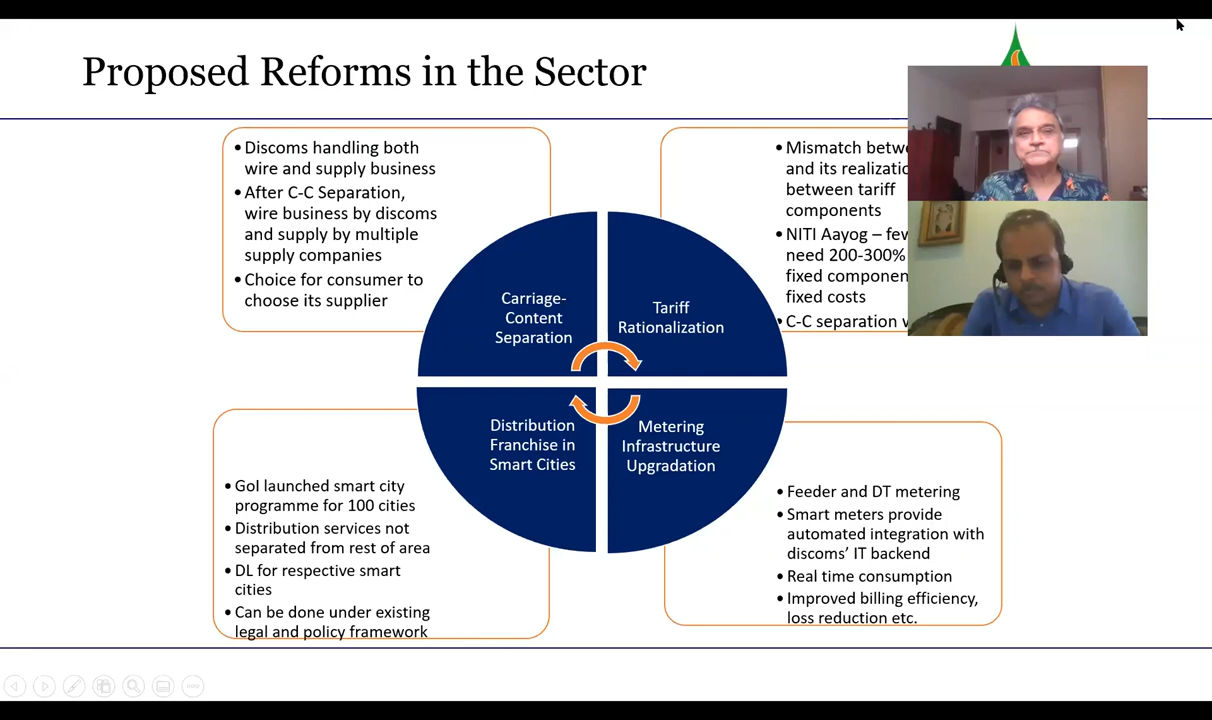 Proposed Reforms in the Sector
• Discoms handling both
wire and supply business
• After C-C Separation,
wire business by discoms
and supply by multiple
supply companies
• Choice for consumer to
choose its supplier
• Mismatch
and its
between tariff
components
• NITI Aayog –
need 200-300%
fixed
fixed costs
• C-C separation
Carriage-
Content
Separation
Tariff
Rationalization
Distribution
Franchise in
Smart Cities
Metering
Infrastructure
Upgradation
• GoI launched smart city
programme for 100 cities
• Distribution services not
separated from rest of area
• DL for respective smart
cities
• Can be done under existing
legal and policy framework
• Feeder and DT metering
• Smart meters provide
automated integration with
discoms’ IT backend
• Real time consumption
• Improved billing efficiency,
loss reduction etc.